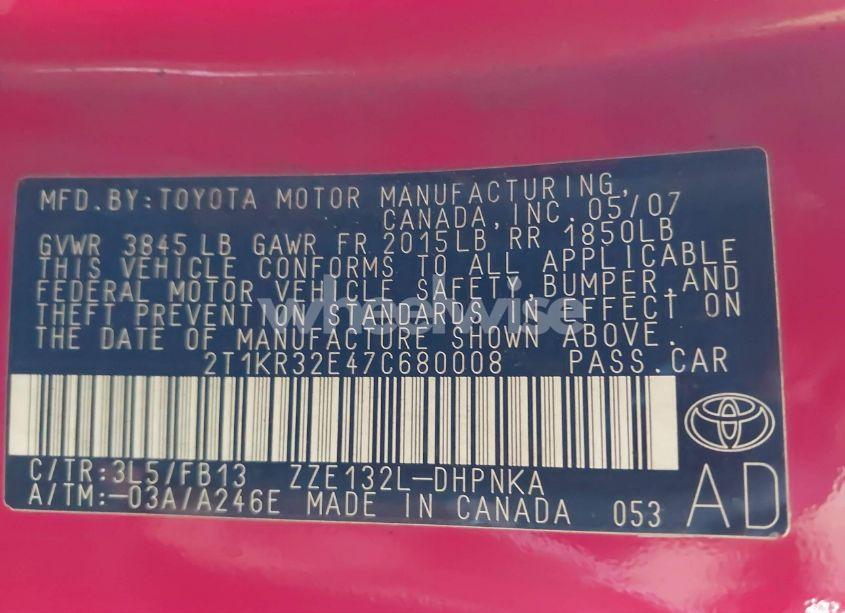 MFD. BY: TOYOTA MOTOR MANUFACTURING,
CANADA, INC. 05/07
GVWR 3845 LB GAWR FR 2015LB RR 1850LB
THIS VEHICLE CONFORMS TO ALL APPLICABLE
FEDERAL MOTOR VEHICLE SAFETY, BUMPER, AND
THEFT PREVENTION STANDARDS IN EFFECT ON
THE DATE OF MANUFACTURE SHOWN ABOVE.
2T1KR32E47C680008 PASS. CAR
C/TR: 3L5/FB13 ZZE132L-DHPNKA
A/TM: -03A/A246E MADE IN CANADA 053
AD
wheelwise